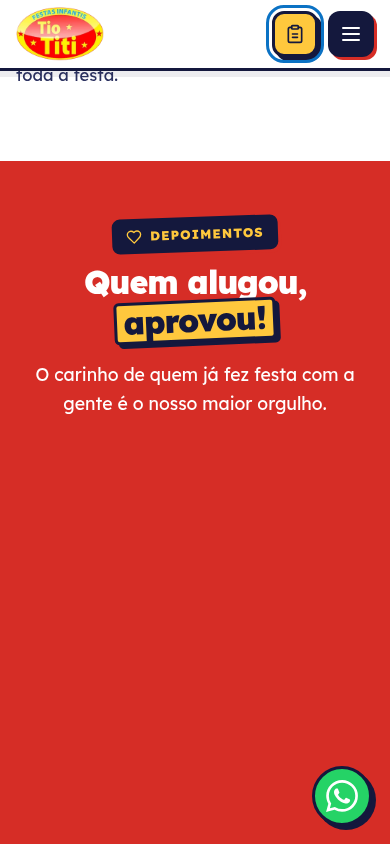 FESTAS INFANTIS
Tio
Titi
toda a festa.
DEPOIMENTOS
Quem alugou,
aprovou!
O carinho de quem já fez festa com a
gente é o nosso maior orgulho.